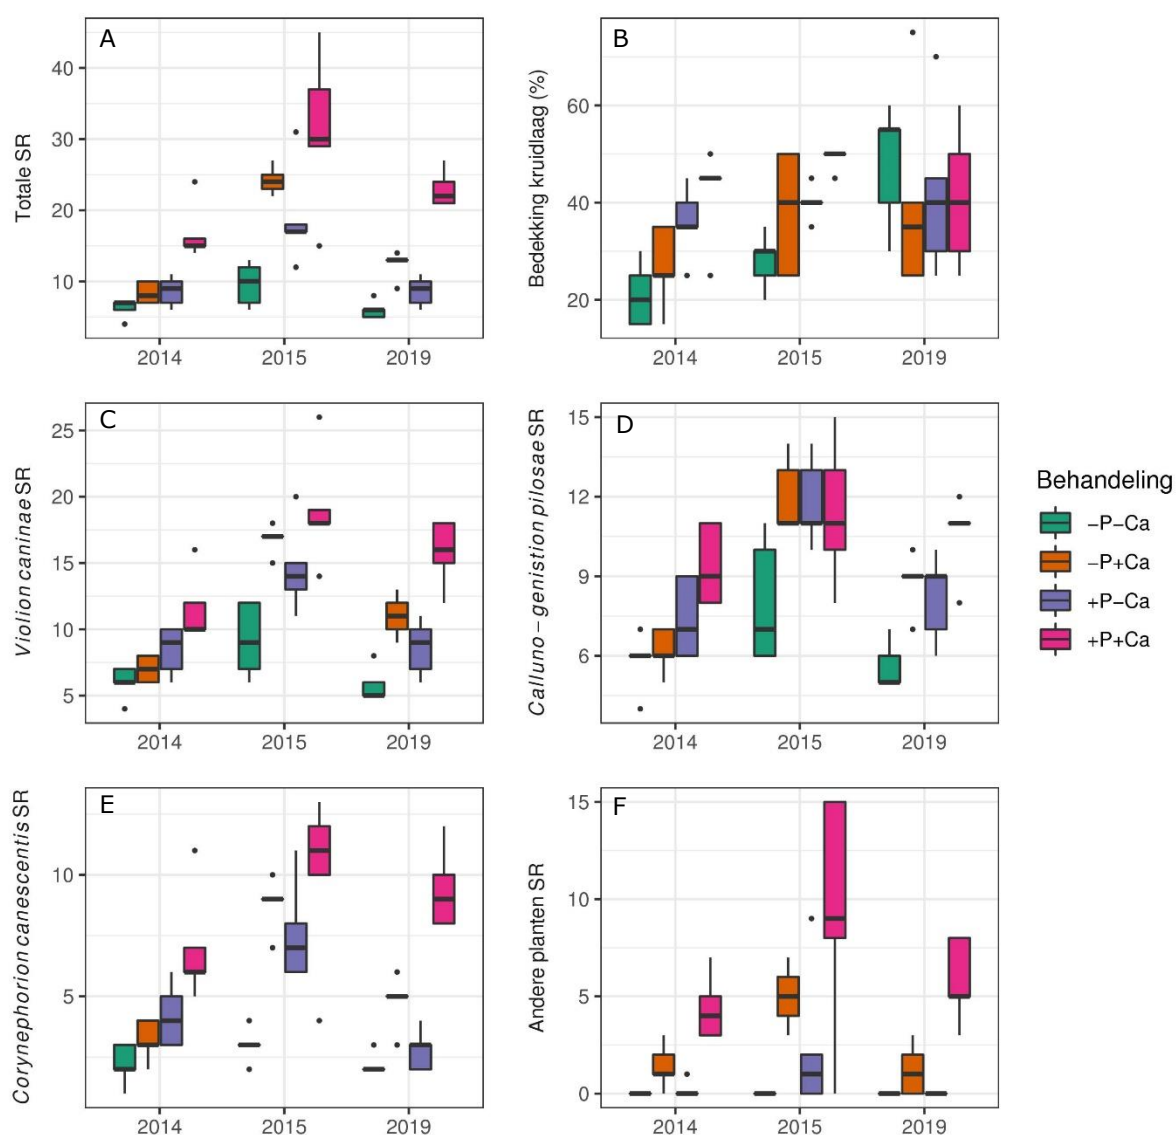 A
Totale SR
40
30
20
10
2014 2015 2019
B
Bedekking kruidlaag (%)
60
40
20
2014 2015 2019
C
Violion caninae SR
25
20
15
10
5
2014 2015 2019
D
Calluno − genistion pilosae SR
15
12
9
6
2014 2015 2019
Behandeling
−P−Ca
−P+Ca
+P−Ca
+P+Ca
E
Corynephorion canescentis SR
10
5
2014 2015 2019
F
Andere planten SR
15
10
5
0
2014 2015 2019